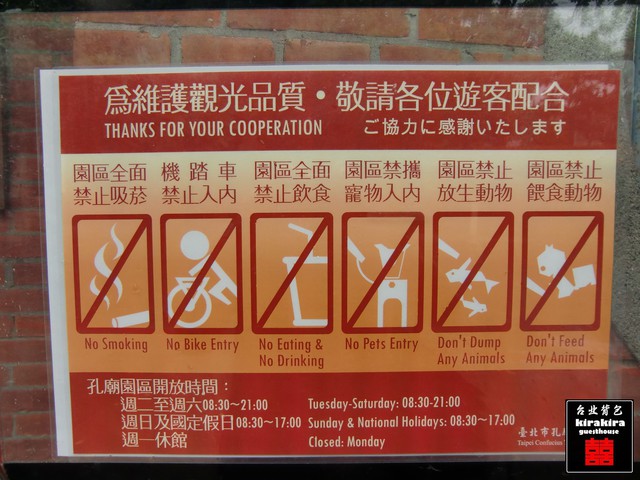 為維護觀光品質・敬請各位遊客配合
THANKS FOR YOUR COOPERATION ご協力に感謝いたします
園區全面 機踏車 園區全面 園區禁攜 園區禁止 園區禁止
禁止吸菸 禁止入內 禁止飲食 寵物入內 放生動物 餵食動物
No Smoking No Bike Entry No Eating & No Pets Entry Don't Dump Don't Feed
No Drinking Any Animals Any Animals
孔廟園區開放時間：
週二至週六08:30~21:00 Tuesday-Saturday: 08:30-21:00
週日及國定假日08:30~17:00 Sunday & National Holidays: 08:30~17:00
週一休館 Closed: Monday
臺北市孔
Taipei Confucius
台北背包
kirakira
guesthouse
囍